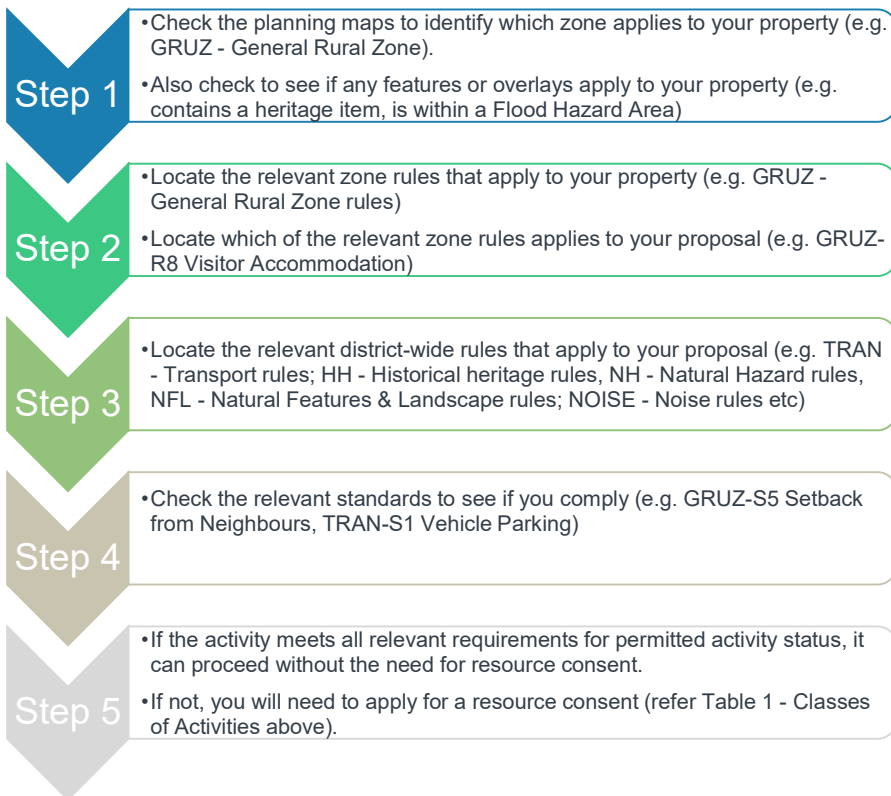 Step 1
•Check the planning maps to identify which zone applies to your property (e.g.
GRUZ - General Rural Zone).
•Also check to see if any features or overlays apply to your property (e.g.
contains a heritage item, is within a Flood Hazard Area)
Step 2
•Locate the relevant zone rules that apply to your property (e.g. GRUZ -
General Rural Zone rules)
•Locate which of the relevant zone rules applies to your proposal (e.g. GRUZ-
R8 Visitor Accommodation)
Step 3
•Locate the relevant district-wide rules that apply to your proposal (e.g. TRAN
- Transport rules; HH - Historical heritage rules, NH - Natural Hazard rules,
NFL - Natural Features & Landscape rules; NOISE - Noise rules etc)
Step 4
•Check the relevant standards to see if you comply (e.g. GRUZ-S5 Setback
from Neighbours, TRAN-S1 Vehicle Parking)
Step 5
•If the activity meets all relevant requirements for permitted activity status, it
can proceed without the need for resource consent.
•If not, you will need to apply for a resource consent (refer Table 1 - Classes
of Activities above).